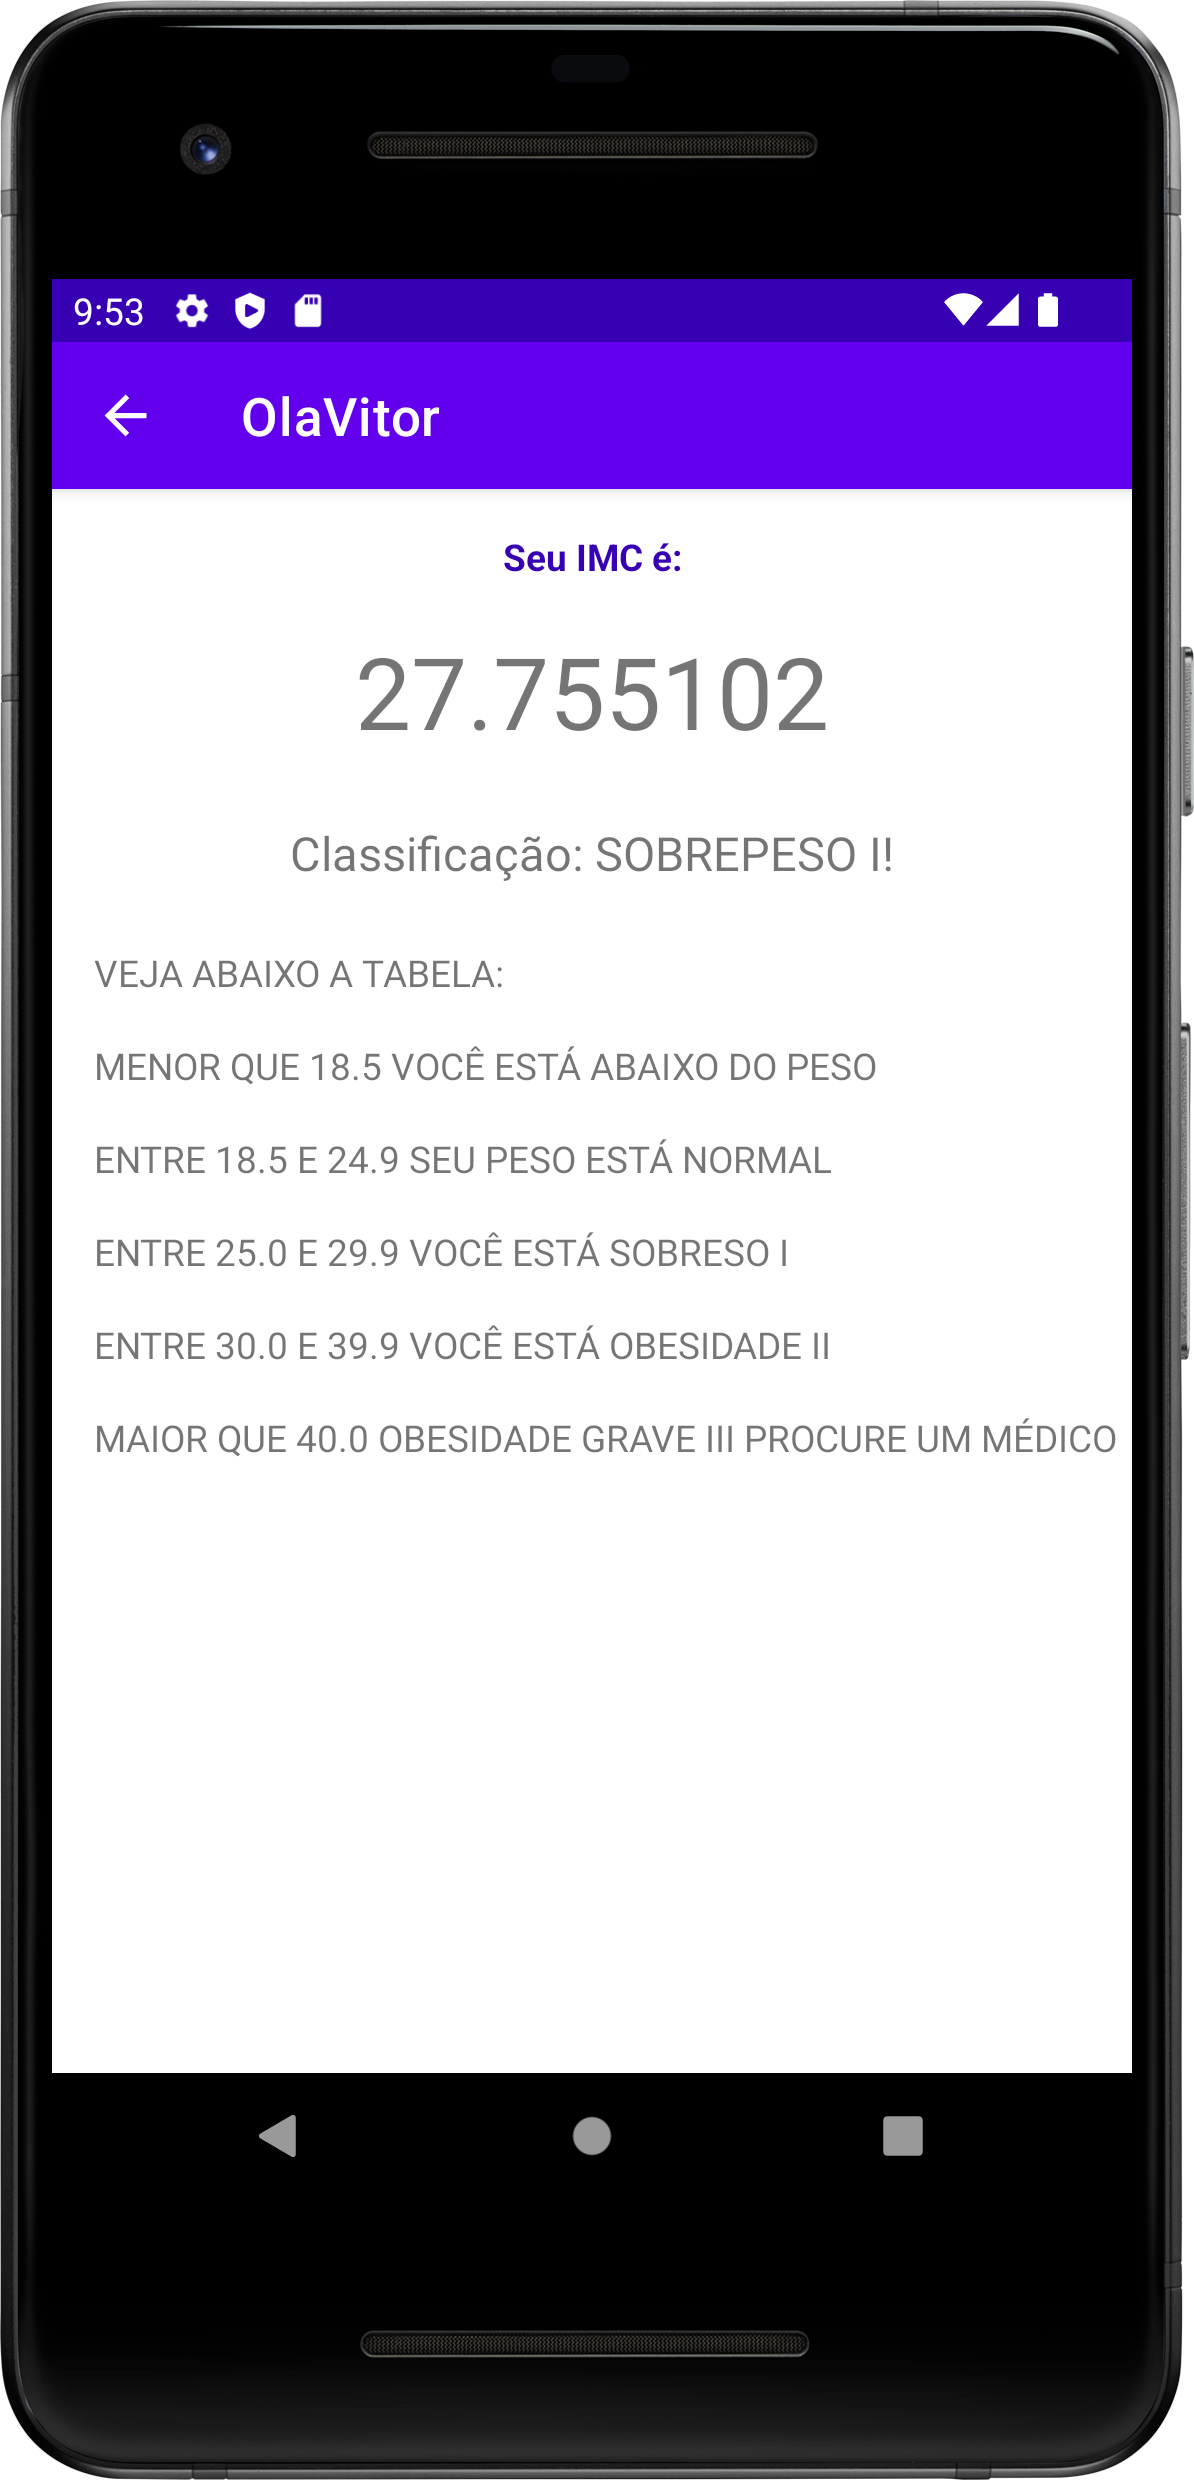 9:53
OlaVitor
Seu IMC é:
27.755102
Classificação: SOBREPESO I!
VEJA ABAIXO A TABELA:
MENOR QUE 18.5 VOCÊ ESTÁ ABAIXO DO PESO
ENTRE 18.5 E 24.9 SEU PESO ESTÁ NORMAL
ENTRE 25.0 E 29.9 VOCÊ ESTÁ SOBRESO I
ENTRE 30.0 E 39.9 VOCÊ ESTÁ OBESIDADE II
MAIOR QUE 40.0 OBESIDADE GRAVE III PROCURE UM MÉDICO